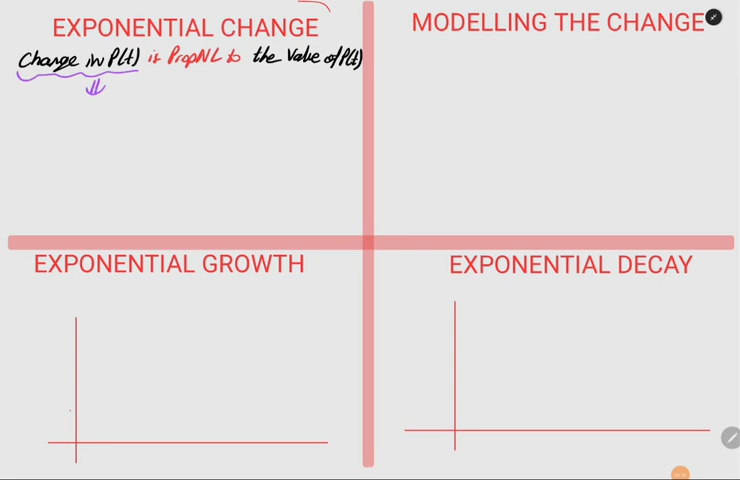 EXPONENTIAL CHANGE
Change in P(t) is PropNL to the value of P(t)
MODELLING THE CHANGE
EXPONENTIAL GROWTH
EXPONENTIAL DECAY